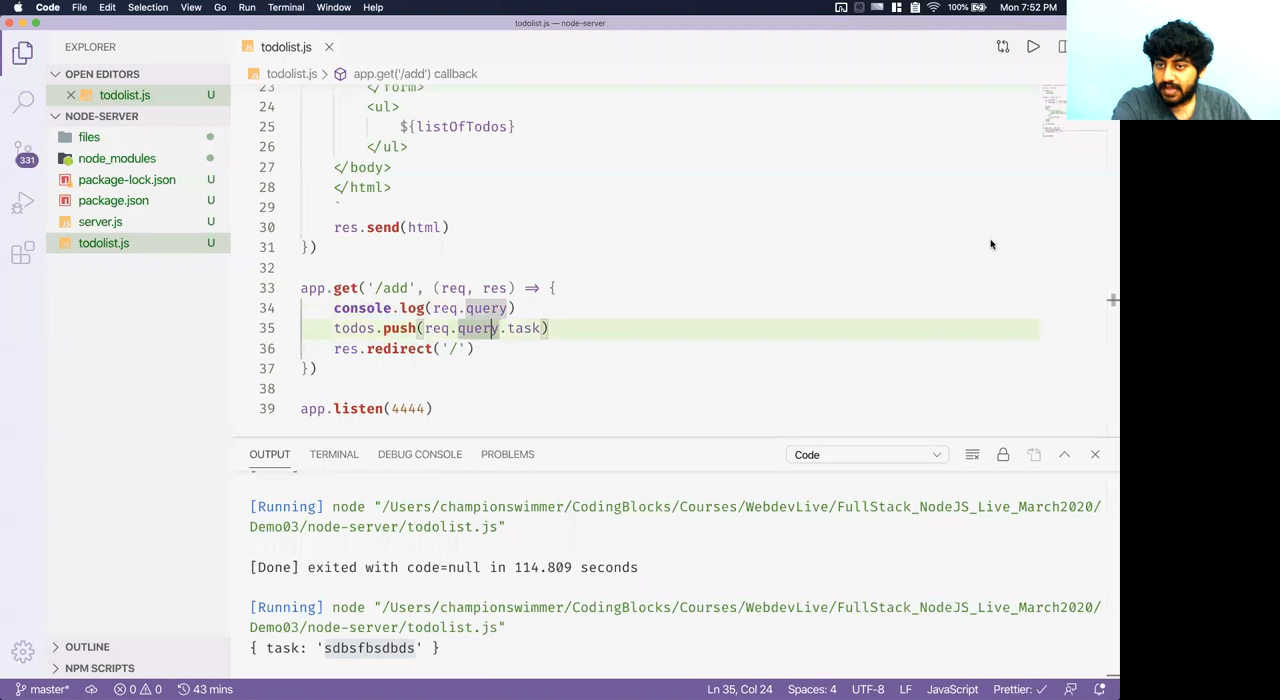 Code File Edit Selection View Go Run Terminal Window Help 100% Mon 7:52 PM
todolist.js — node-server
EXPLORER
todolist.js
OPEN EDITORS
todolist.js > app.get('/add') callback
todolist.js U
NODE-SERVER
files
node_modules
package-lock.json U
package.json U
server.js U
todolist.js U
331
23 </form>
24 <ul>
25 ${listOfTodos}
26 </ul>
27 </body>
28 </html>
29 `
30 res.send(html)
31 })
32
33 app.get('/add', (req, res) => {
34 console.log(req.query)
35 todos.push(req.query.task)
36 res.redirect('/')
37 })
38
39 app.listen(4444)
OUTPUT TERMINAL DEBUG CONSOLE PROBLEMS Code
[Running] node "/Users/championswimmer/CodingBlocks/Courses/WebdevLive/FullStack_NodeJS_Live_March2020/
Demo03/node-server/todolist.js"
[Done] exited with code=null in 114.809 seconds
[Running] node "/Users/championswimmer/CodingBlocks/Courses/WebdevLive/FullStack_NodeJS_Live_March2020/
Demo03/node-server/todolist.js"
{ task: 'sdbsfbsdbds' }
OUTLINE
NPM SCRIPTS
master* 0 0 43 mins Ln 35, Col 24 Spaces: 4 UTF-8 LF JavaScript Prettier: ✓